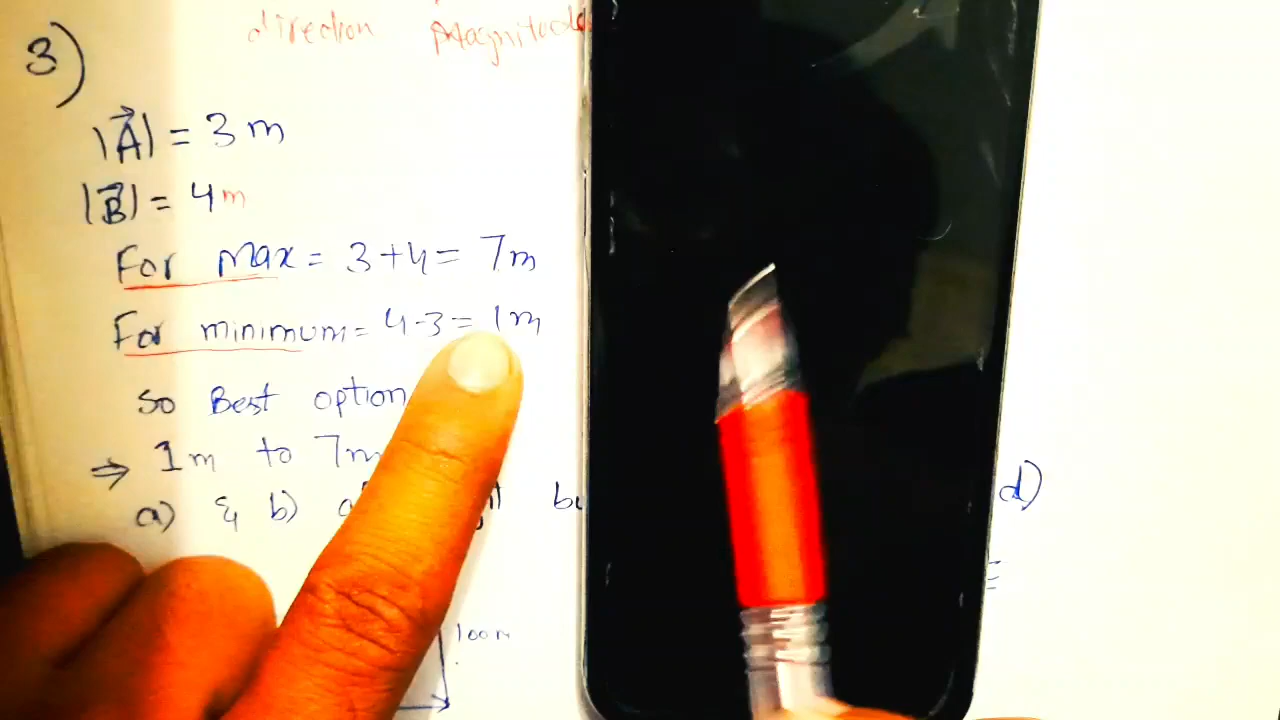 direction Magnitude
3)
|A⃗| = 3 m
|B⃗| = 4 m
For Max = 3 + 4 = 7m
For minimum = 4 - 3 = 1m
so Best option
⇒ 1m to 7m
a) & b) d)
100